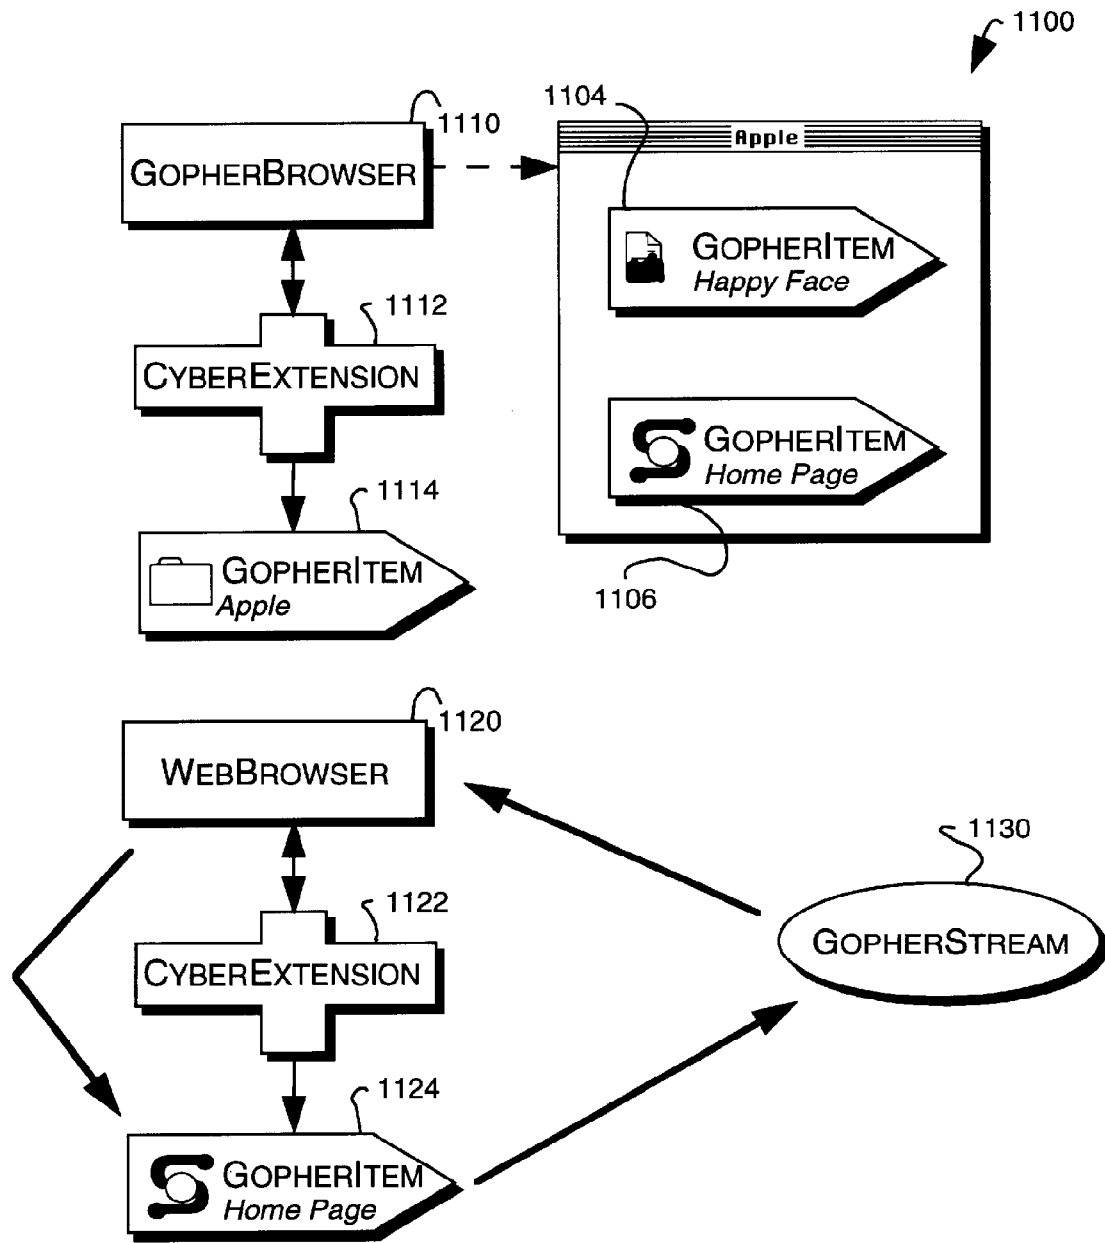 1100
1104
1110
Apple
GOPHERBROWSER
GOPHERITEM
Happy Face
1112
CYBEREXTENSION
GOPHERITEM
Home Page
1114
GOPHERITEM
Apple
1106
1120
WEBBROWSER
1130
1122
GOPHERSTREAM
CYBEREXTENSION
1124
GOPHERITEM
Home Page